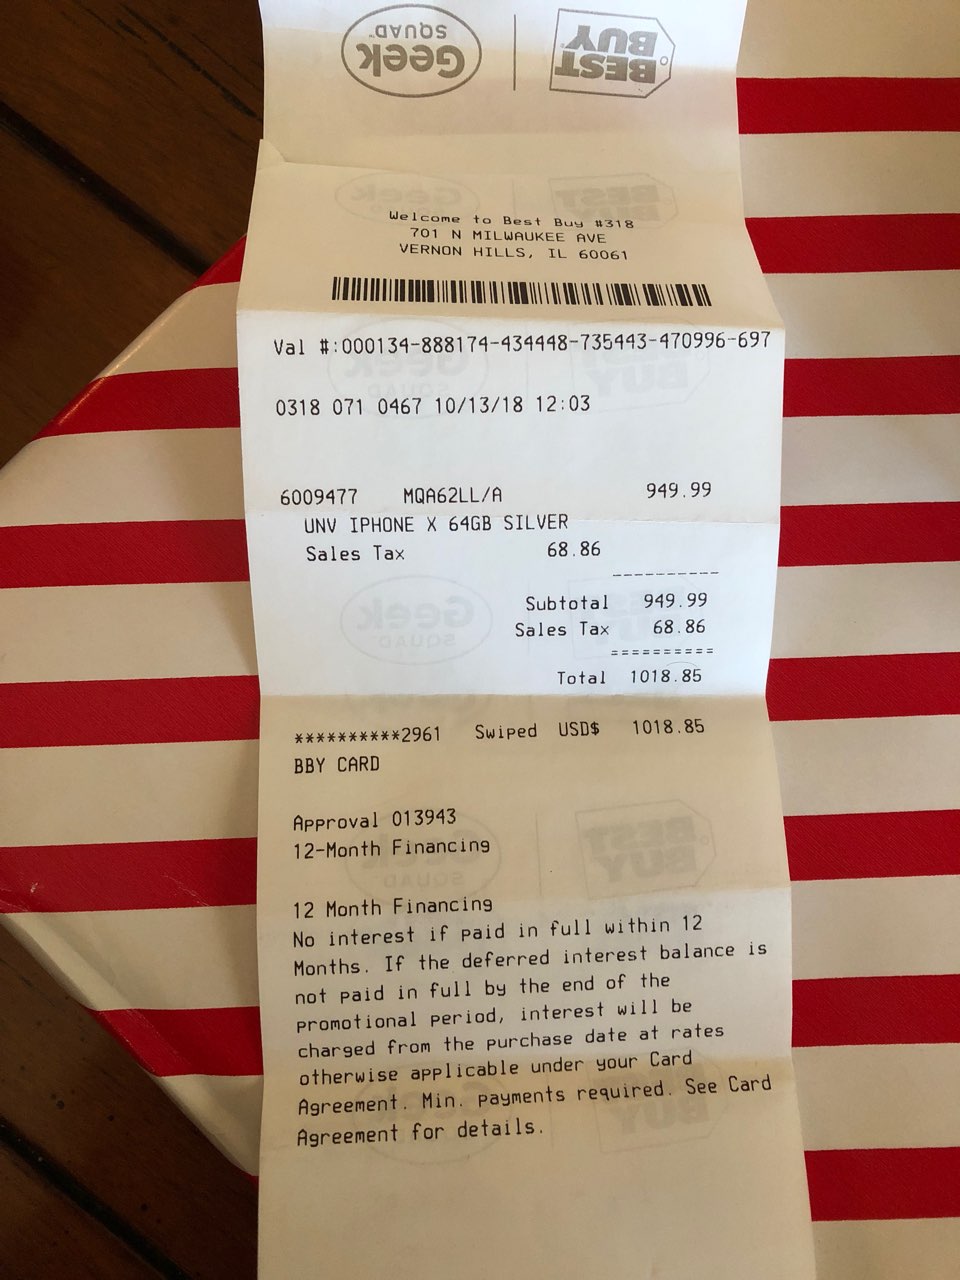 Geek
SQUAD™
BEST
BUY
Welcome to Best Buy #318
701 N MILWAUKEE AVE
VERNON HILLS, IL 60061
Val #:000134-888174-434448-735443-470996-697
0318 071 0467 10/13/18 12:03
6009477 MQA62LL/A 949.99
UNV IPHONE X 64GB SILVER
Sales Tax 68.86
----------
Subtotal 949.99
Sales Tax 68.86
==========
Total 1018.85
**********2961 Swiped USD$ 1018.85
BBY CARD
Approval 013943
12-Month Financing
12 Month Financing
No interest if paid in full within 12
Months. If the deferred interest balance is
not paid in full by the end of the
promotional period, interest will be
charged from the purchase date at rates
otherwise applicable under your Card
Agreement. Min. payments required. See Card
Agreement for details.